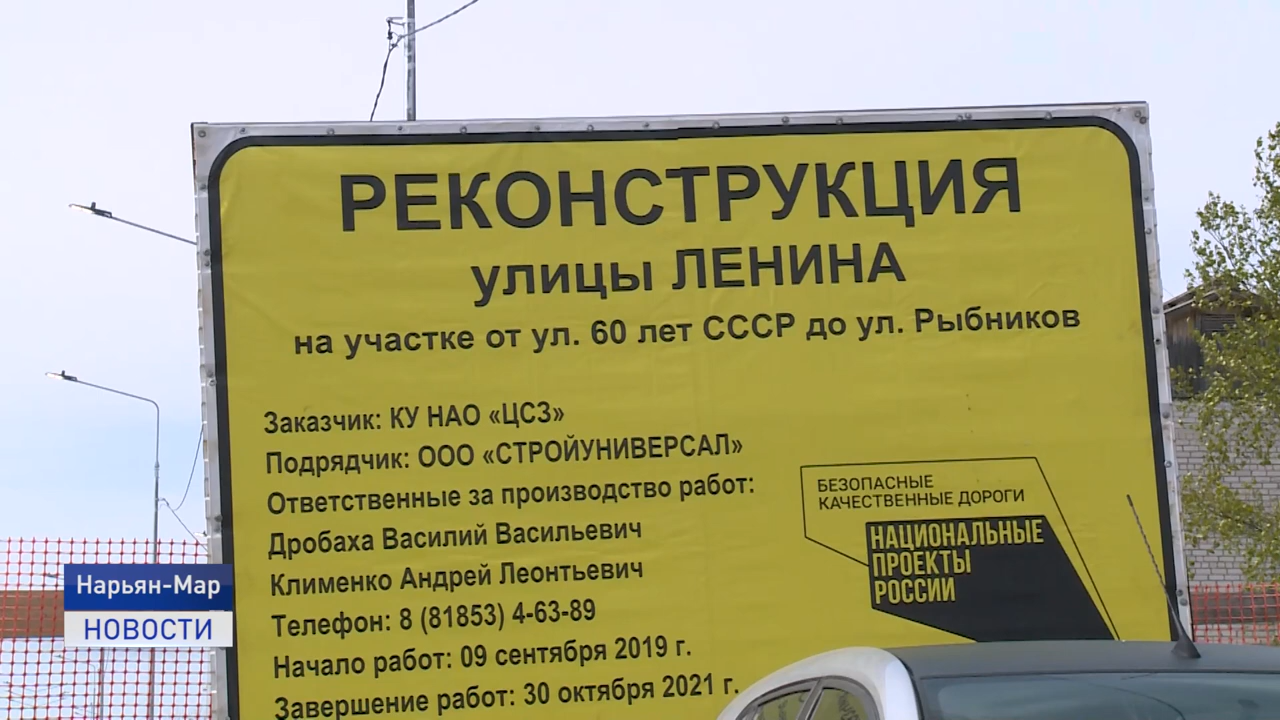 РЕКОНСТРУКЦИЯ
улицы ЛЕНИНА
на участке от ул. 60 лет СССР до ул. Рыбников
Заказчик: КУ НАО «ЦСЗ»
Подрядчик: ООО «СТРОЙУНИВЕРСАЛ»
Ответственные за производство работ:
Дробаха Василий Васильевич
Клименко Андрей Леонтьевич
Телефон: 8 (81853) 4-63-89
Начало работ: 09 сентября 2019 г.
Завершение работ: 30 октября 2021 г.
БЕЗОПАСНЫЕ
КАЧЕСТВЕННЫЕ ДОРОГИ
НАЦИОНАЛЬНЫЕ
ПРОЕКТЫ
РОССИИ
Нарьян-Мар
НОВОСТИ